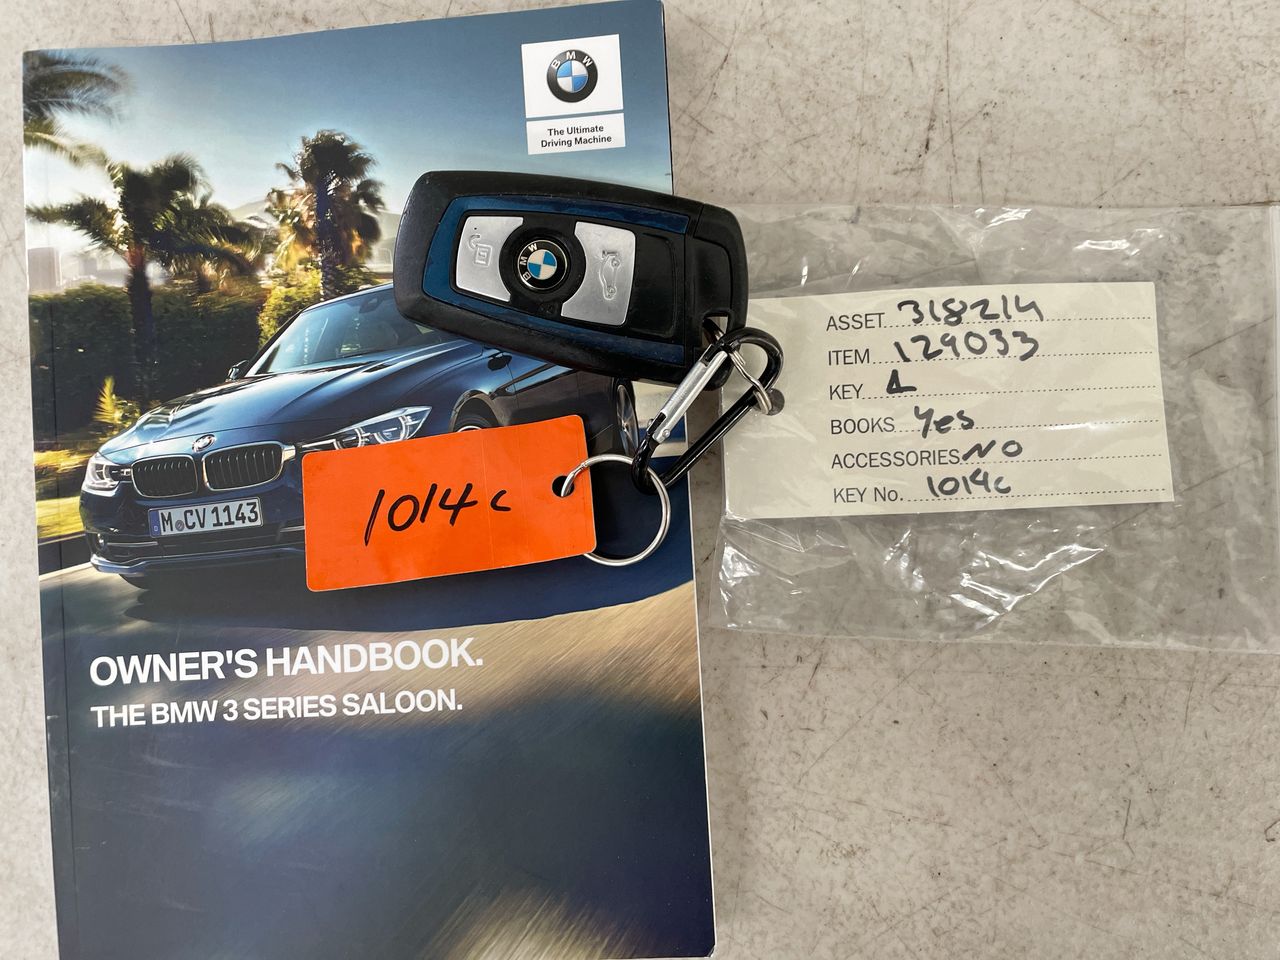 BMW
The Ultimate
Driving Machine
BMW
ASSET 318214
ITEM 129033
KEY 1
BOOKS Yes
ACCESSORIES NO
KEY No. 1014c
1014c
M CV 1143
OWNER'S HANDBOOK.
THE BMW 3 SERIES SALOON.